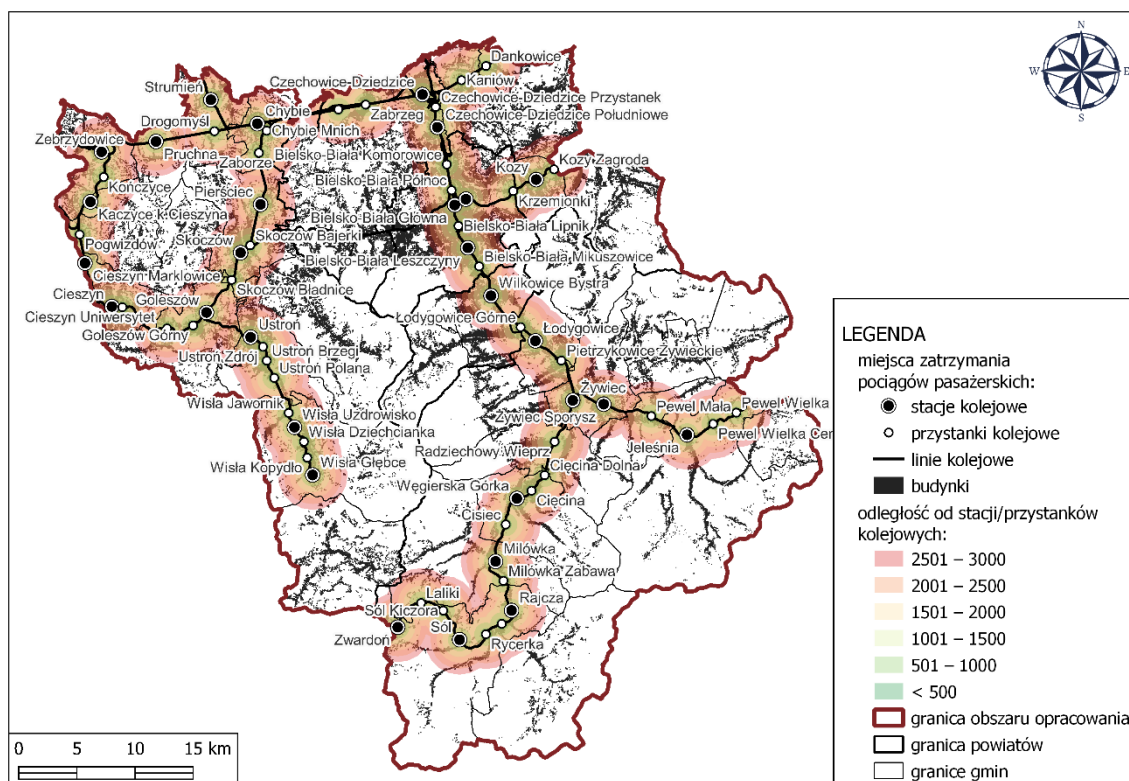 N
W
E
S
Dankowice
Kaniów
Czechowice-Dziedzice
Strumień
Czechowice-Dziedzice Przystanek
Chybie
Zabrzeg
Czechowice-Dziedzice Południowe
Drogomyśl
Chybie Mnich
Zebrzydowice
Pruchna
Zaborze
Bielsko-Biała Komorowice
Kozy
Kozy Zagroda
Kończyce
Pierściec
Bielsko-Biała Północ
Kaczyce k.Cieszyna
Krzemionki
Bielsko-Biała Główna
Bielsko-Biała Lipnik
Pogwizdów
Skoczów
Skoczów Bajerki
Bielsko-Biała Mikuszowice
Bielsko-Biała Leszczyny
Cieszyn Marklowice
Skoczów Bładnice
Wilkowice Bystra
Cieszyn
Goleszów
Cieszyn Uniwersytet
Łodygowice Górne
Łodygowice
Goleszów Górny
Ustroń
Ustroń Brzegi
Pietrzykowice Żywieckie
Ustroń Zdrój
Ustroń Polana
Żywiec
Wisła Jawornik
Pewel Mała
Pewel Wielka
Wisła Uzdrowisko
Żywiec Sporysz
Wisła Dziechcianka
Pewel Wielka Cen
Radziechowy Wieprz
Jeleśnia
Wisła Kopydło
Wisła Głębce
Cięcina Dolna
Węgierska Górka
Cięcina
Cisiec
Milówka
Milówka Zabawa
Laliki
Rajcza
Sól Kiczora
Sól
Zwardoń
Rycerka
LEGENDA
miejsca zatrzymania
pociągów pasażerskich:
stacje kolejowe
przystanki kolejowe
linie kolejowe
budynki
odległość od stacji/przystanków
kolejowych:
2501 – 3000
2001 – 2500
1501 – 2000
1001 – 1500
501 – 1000
< 500
granica obszaru opracowania
granica powiatów
granice gmin
0 5 10 15 km